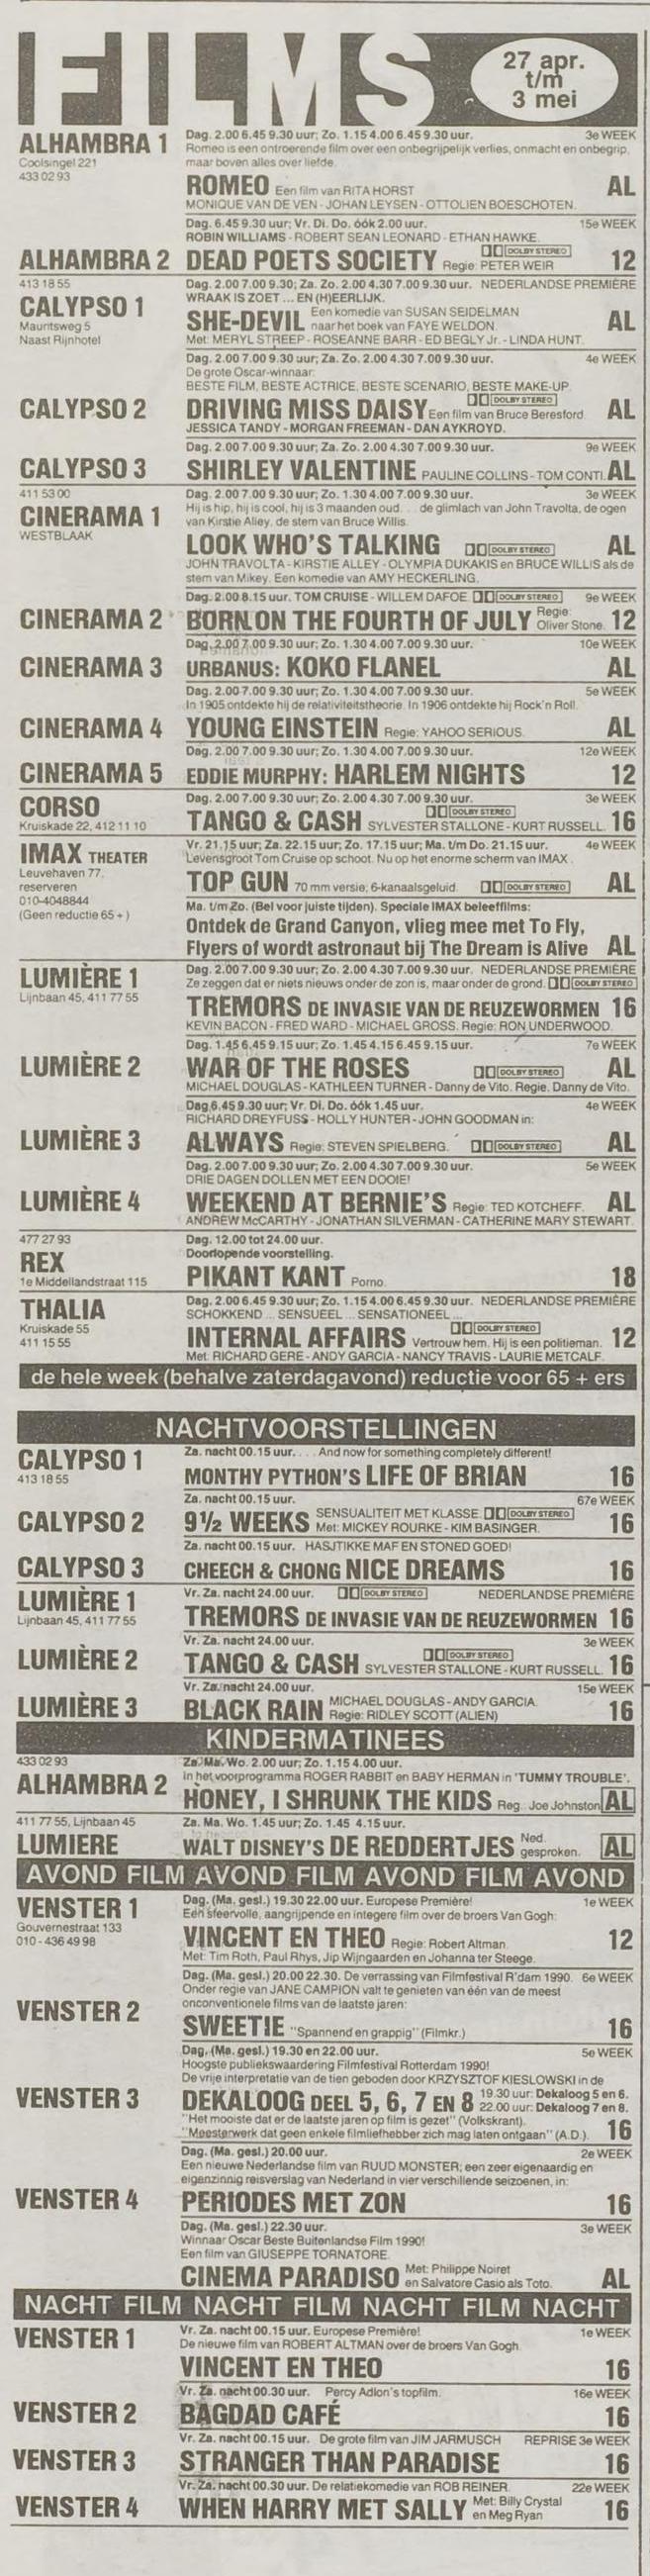 FILMS
27 apr.
t/m
3 mei
ALHAMBRA 1
Coolsingel 221
433 02 93
Dag. 2.00 6.45 9.30 uur; Zo. 1.15 4.00 6.45 9.30 uur. 3e WEEK
Romeo is een ontroerende film over een onbegrijpelijk verlies, onmacht en onbegrip,
maar boven alles over liefde.
ROMEO Een film van RITA HORST AL
MONIQUE VAN DE VEN - JOHAN LEYSEN - OTTOLIEN BOESCHOTEN.
Dag. 6.45 9.30 uur; Vr. Di. Do. óók 2.00 uur. 15e WEEK
ROBIN WILLIAMS - ROBERT SEAN LEONARD - ETHAN HAWKE.
ALHAMBRA 2 DEAD POETS SOCIETY DOLBY STEREO Regie: PETER WEIR 12
413 18 55
CALYPSO 1
Mauritsweg 5
Naast Rijnhotel
Dag. 2.00 7.00 9.30; Za. Zo. 2.00 4.30 7.00 9.30 uur. NEDERLANDSE PREMIÈRE
WRAAK IS ZOET ... EN (H)EERLIJK.
SHE-DEVIL Een komedie van SUSAN SEIDELMAN
naar het boek van FAYE WELDON. AL
Met: MERYL STREEP - ROSEANNE BARR - ED BEGLY Jr. - LINDA HUNT.
Dag. 2.00 7.00 9.30 uur; Za. Zo. 2.00 4.30 7.00 9.30 uur. 4e WEEK
De grote Oscar-winnaar:
BESTE FILM, BESTE ACTRICE, BESTE SCENARIO, BESTE MAKE-UP.
CALYPSO 2 DRIVING MISS DAISY DOLBY STEREO Een film van Bruce Beresford. AL
JESSICA TANDY - MORGAN FREEMAN - DAN AYKROYD.
Dag. 2.00 7.00 9.30 uur; Za. Zo. 2.00 4.30 7.00 9.30 uur. 9e WEEK
CALYPSO 3 SHIRLEY VALENTINE PAULINE COLLINS - TOM CONTI. AL
411 53 00
CINERAMA 1
WESTBLAAK
Dag. 2.00 7.00 9.30 uur; Zo. 1.30 4.00 7.00 9.30 uur. 3e WEEK
Hij is hip, hij is cool, hij is 3 maanden oud . . . de glimlach van John Travolta, de ogen
van Kirstie Alley, de stem van Bruce Willis.
LOOK WHO'S TALKING DOLBY STEREO AL
JOHN TRAVOLTA - KIRSTIE ALLEY - OLYMPIA DUKAKIS en BRUCE WILLIS als de
stem van Mikey. Een komedie van AMY HECKERLING.
Dag. 2.00 8.15 uur. TOM CRUISE - WILLEM DAFOE. DOLBY STEREO 9e WEEK
CINERAMA 2 BORN ON THE FOURTH OF JULY Regie:
Oliver Stone. 12
Dag. 2.00 7.00 9.30 uur; Zo. 1.30 4.00 7.00 9.30 uur. 10e WEEK
CINERAMA 3 URBANUS: KOKO FLANEL AL
Dag. 2.00 7.00 9.30 uur; Zo. 1.30 4.00 7.00 9.30 uur. 5e WEEK
In 1905 ontdekte hij de relativiteitstheorie. In 1906 ontdekte hij Rock'n Roll.
CINERAMA 4 YOUNG EINSTEIN Regie: YAHOO SERIOUS. AL
Dag. 2.00 7.00 9.30 uur; Zo. 1.30 4.00 7.00 9.30 uur. 12e WEEK
CINERAMA 5 EDDIE MURPHY: HARLEM NIGHTS 12
CORSO
Kruiskade 22, 412 11 10
Dag. 2.00 7.00 9.30 uur; Zo. 2.00 4.30 7.00 9.30 uur. 3e WEEK
DOLBY STEREO
TANGO & CASH SYLVESTER STALLONE - KURT RUSSELL. 16
IMAX THEATER
Leuvehaven 77,
reserveren
010-4048844
(Geen reductie 65 + )
Vr. 21.15 uur; Za. 22.15 uur; Zo. 17.15 uur; Ma. t/m Do. 21.15 uur. 4e WEEK
Levensgroot Tom Cruise op schoot. Nu op het enorme scherm van IMAX.
TOP GUN 70 mm versie; 6-kanaalsgeluid. DOLBY STEREO AL
Ma. t/m Zo. (Bel voor juiste tijden). Speciale IMAX beleeffilms:
Ontdek de Grand Canyon, vlieg mee met To Fly,
Flyers of wordt astronaut bij The Dream is Alive AL
LUMIÈRE 1
Lijnbaan 45, 411 77 55
Dag. 2.00 7.00 9.30 uur; Zo. 2.00 4.30 7.00 9.30 uur. NEDERLANDSE PREMIÈRE
Ze zeggen dat er niets nieuws onder de zon is, maar onder de grond. DOLBY STEREO
TREMORS DE INVASIE VAN DE REUZEWORMEN 16
KEVIN BACON - FRED WARD - MICHAEL GROSS. Regie: RON UNDERWOOD.
Dag. 1.45 6.45 9.15 uur; Zo. 1.45 4.15 6.45 9.15 uur. 7e WEEK
LUMIÈRE 2 WAR OF THE ROSES DOLBY STEREO AL
MICHAEL DOUGLAS - KATHLEEN TURNER - Danny de Vito. Regie. Danny de Vito.
Dag. 6.45 9.30 uur; Vr. Di. Do. óók 1.45 uur. 4e WEEK
RICHARD DREYFUSS - HOLLY HUNTER - JOHN GOODMAN in:
LUMIÈRE 3 ALWAYS Regie: STEVEN SPIELBERG. DOLBY STEREO AL
Dag. 2.00 7.00 9.30 uur; Zo. 2.00 4.30 7.00 9.30 uur. 5e WEEK
DRIE DAGEN DOLLEN MET EEN DOOIE!
LUMIÈRE 4 WEEKEND AT BERNIE'S Regie: TED KOTCHEFF. AL
ANDREW McCARTHY - JONATHAN SILVERMAN - CATHERINE MARY STEWART.
477 27 93
REX
1e Middellandstraat 115
Dag. 12.00 tot 24.00 uur.
Doorlopende voorstelling.
PIKANT KANT Porno. 18
THALIA
Kruiskade 55
411 15 55
Dag. 2.00 6.45 9.30 uur; Zo. 1.15 4.00 6.45 9.30 uur. NEDERLANDSE PREMIÈRE
SCHOKKEND ... SENSUEEL ... SENSATIONEEL ...
DOLBY STEREO
INTERNAL AFFAIRS Vertrouw hem. Hij is een politieman. 12
Met: RICHARD GERE - ANDY GARCIA - NANCY TRAVIS - LAURIE METCALF.
de hele week (behalve zaterdagavond) reductie voor 65 + ers
NACHTVOORSTELLINGEN
CALYPSO 1
413 18 55
Za. nacht 00.15 uur. . . . And now for something completely different!
MONTHY PYTHON'S LIFE OF BRIAN 16
Za. nacht 00.15 uur. 67e WEEK
CALYPSO 2 9½ WEEKS SENSUALITEIT MET KLASSE. DOLBY STEREO
Met: MICKEY ROURKE - KIM BASINGER. 16
Za. nacht 00.15 uur. HASJTIKKE MAF EN STONED GOED!
CALYPSO 3 CHEECH & CHONG NICE DREAMS 16
LUMIÈRE 1
Lijnbaan 45, 411 77 55
Vr. Za. nacht 24.00 uur. DOLBY STEREO NEDERLANDSE PREMIÈRE
TREMORS DE INVASIE VAN DE REUZEWORMEN 16
Vr. Za. nacht 24.00 uur. 3e WEEK
DOLBY STEREO
LUMIÈRE 2 TANGO & CASH SYLVESTER STALLONE - KURT RUSSELL. 16
Vr. Za. nacht 24.00 uur. 15e WEEK
LUMIÈRE 3 BLACK RAIN MICHAEL DOUGLAS - ANDY GARCIA.
Regie: RIDLEY SCOTT (ALIEN) 16
KINDERMATINEES
433 02 93
ALHAMBRA 2
Za. Ma. Wo. 2.00 uur; Zo. 1.15 4.00 uur.
In het voorprogramma ROGER RABBIT en BABY HERMAN in 'TUMMY TROUBLE'.
HONEY, I SHRUNK THE KIDS Reg. Joe Johnston AL
411 77 55, Lijnbaan 45
LUMIERE
Za. Ma. Wo. 1.45 uur; Zo. 1.45 4.15 uur.
WALT DISNEY'S DE REDDERTJES Ned.
gesproken. AL
AVOND FILM AVOND FILM AVOND FILM AVOND
VENSTER 1
Gouvernestraat 133
010 - 436 49 98
Dag. (Ma. gesl.) 19.30 22.00 uur. Europese Première! 1e WEEK
Een sfeervolle, aangrijpende en integere film over de broers Van Gogh:
VINCENT EN THEO Regie: Robert Altman. 12
Met: Tim Roth, Paul Rhys, Jip Wijngaarden en Johanna ter Steege.
Dag. (Ma. gesl.) 20.00 22.30. De verrassing van Filmfestival R'dam 1990. 6e WEEK
Onder regie van JANE CAMPION valt te genieten van één van de meest
onconventionele films van de laatste jaren:
VENSTER 2 SWEETIE "Spannend en grappig" (Filmkr.) 16
Dag. (Ma. gesl.) 19.30 en 22.00 uur. 5e WEEK
Hoogste publiekswaardering Filmfestival Rotterdam 1990!
De vrije interpretatie van de tien geboden door KRZYSZTOF KIESLOWSKI in de
VENSTER 3 DEKALOOG DEEL 5, 6, 7 EN 8 19.30 uur: Dekaloog 5 en 6.
22.00 uur: Dekaloog 7 en 8.
"Het mooiste dat er de laatste jaren op film is gezet" (Volkskrant).
"Meesterwerk dat geen enkele filmliefhebber zich mag laten ontgaan" (A.D.). 16
Dag. (Ma. gesl.) 20.00 uur. 2e WEEK
Een nieuwe Nederlandse film van RUUD MONSTER; een zeer eigenaardig en
eigenzinnig reisverslag van Nederland in vier verschillende seizoenen, in:
VENSTER 4 PERIODES MET ZON 16
Dag. (Ma. gesl.) 22.30 uur. 3e WEEK
Winnaar Oscar Beste Buitenlandse Film 1990!
Een film van GIUSEPPE TORNATORE.
CINEMA PARADISO Met: Philippe Noiret
en Salvatore Casio als Toto. AL
NACHT FILM NACHT FILM NACHT FILM NACHT
VENSTER 1
Vr. Za. nacht 00.15 uur. Europese Première! 1e WEEK
De nieuwe film van ROBERT ALTMAN over de broers Van Gogh.
VINCENT EN THEO 16
Vr. Za. nacht 00.30 uur. Percy Adlon's topfilm. 16e WEEK
VENSTER 2 BAGDAD CAFÉ 16
Vr. Za. nacht 00.15 uur. De grote film van JIM JARMUSCH REPRISE 3e WEEK
VENSTER 3 STRANGER THAN PARADISE 16
Vr. Za. nacht 00.30 uur. De relatiekomedie van ROB REINER. 22e WEEK
VENSTER 4 WHEN HARRY MET SALLY Met: Billy Crystal
en Meg Ryan 16